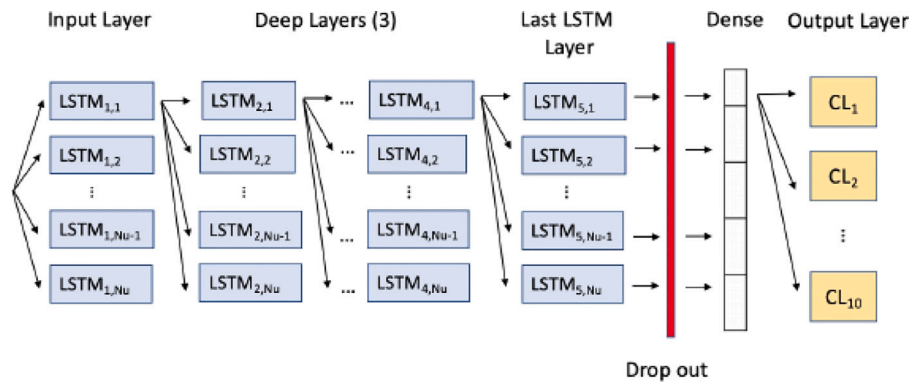 Input Layer Deep Layers (3) Last LSTM Layer Dense Output Layer
LSTM1,1 LSTM2,1 ... LSTM4,1 LSTM5,1 CL1
LSTM1,2 LSTM2,2 ... LSTM4,2 LSTM5,2 CL2
... ... ... ... ...
LSTM1,Nu-1 LSTM2,Nu-1 ... LSTM4,Nu-1 LSTM5,Nu-1
LSTM1,Nu LSTM2,Nu ... LSTM4,Nu LSTM5,Nu CL10
Drop out